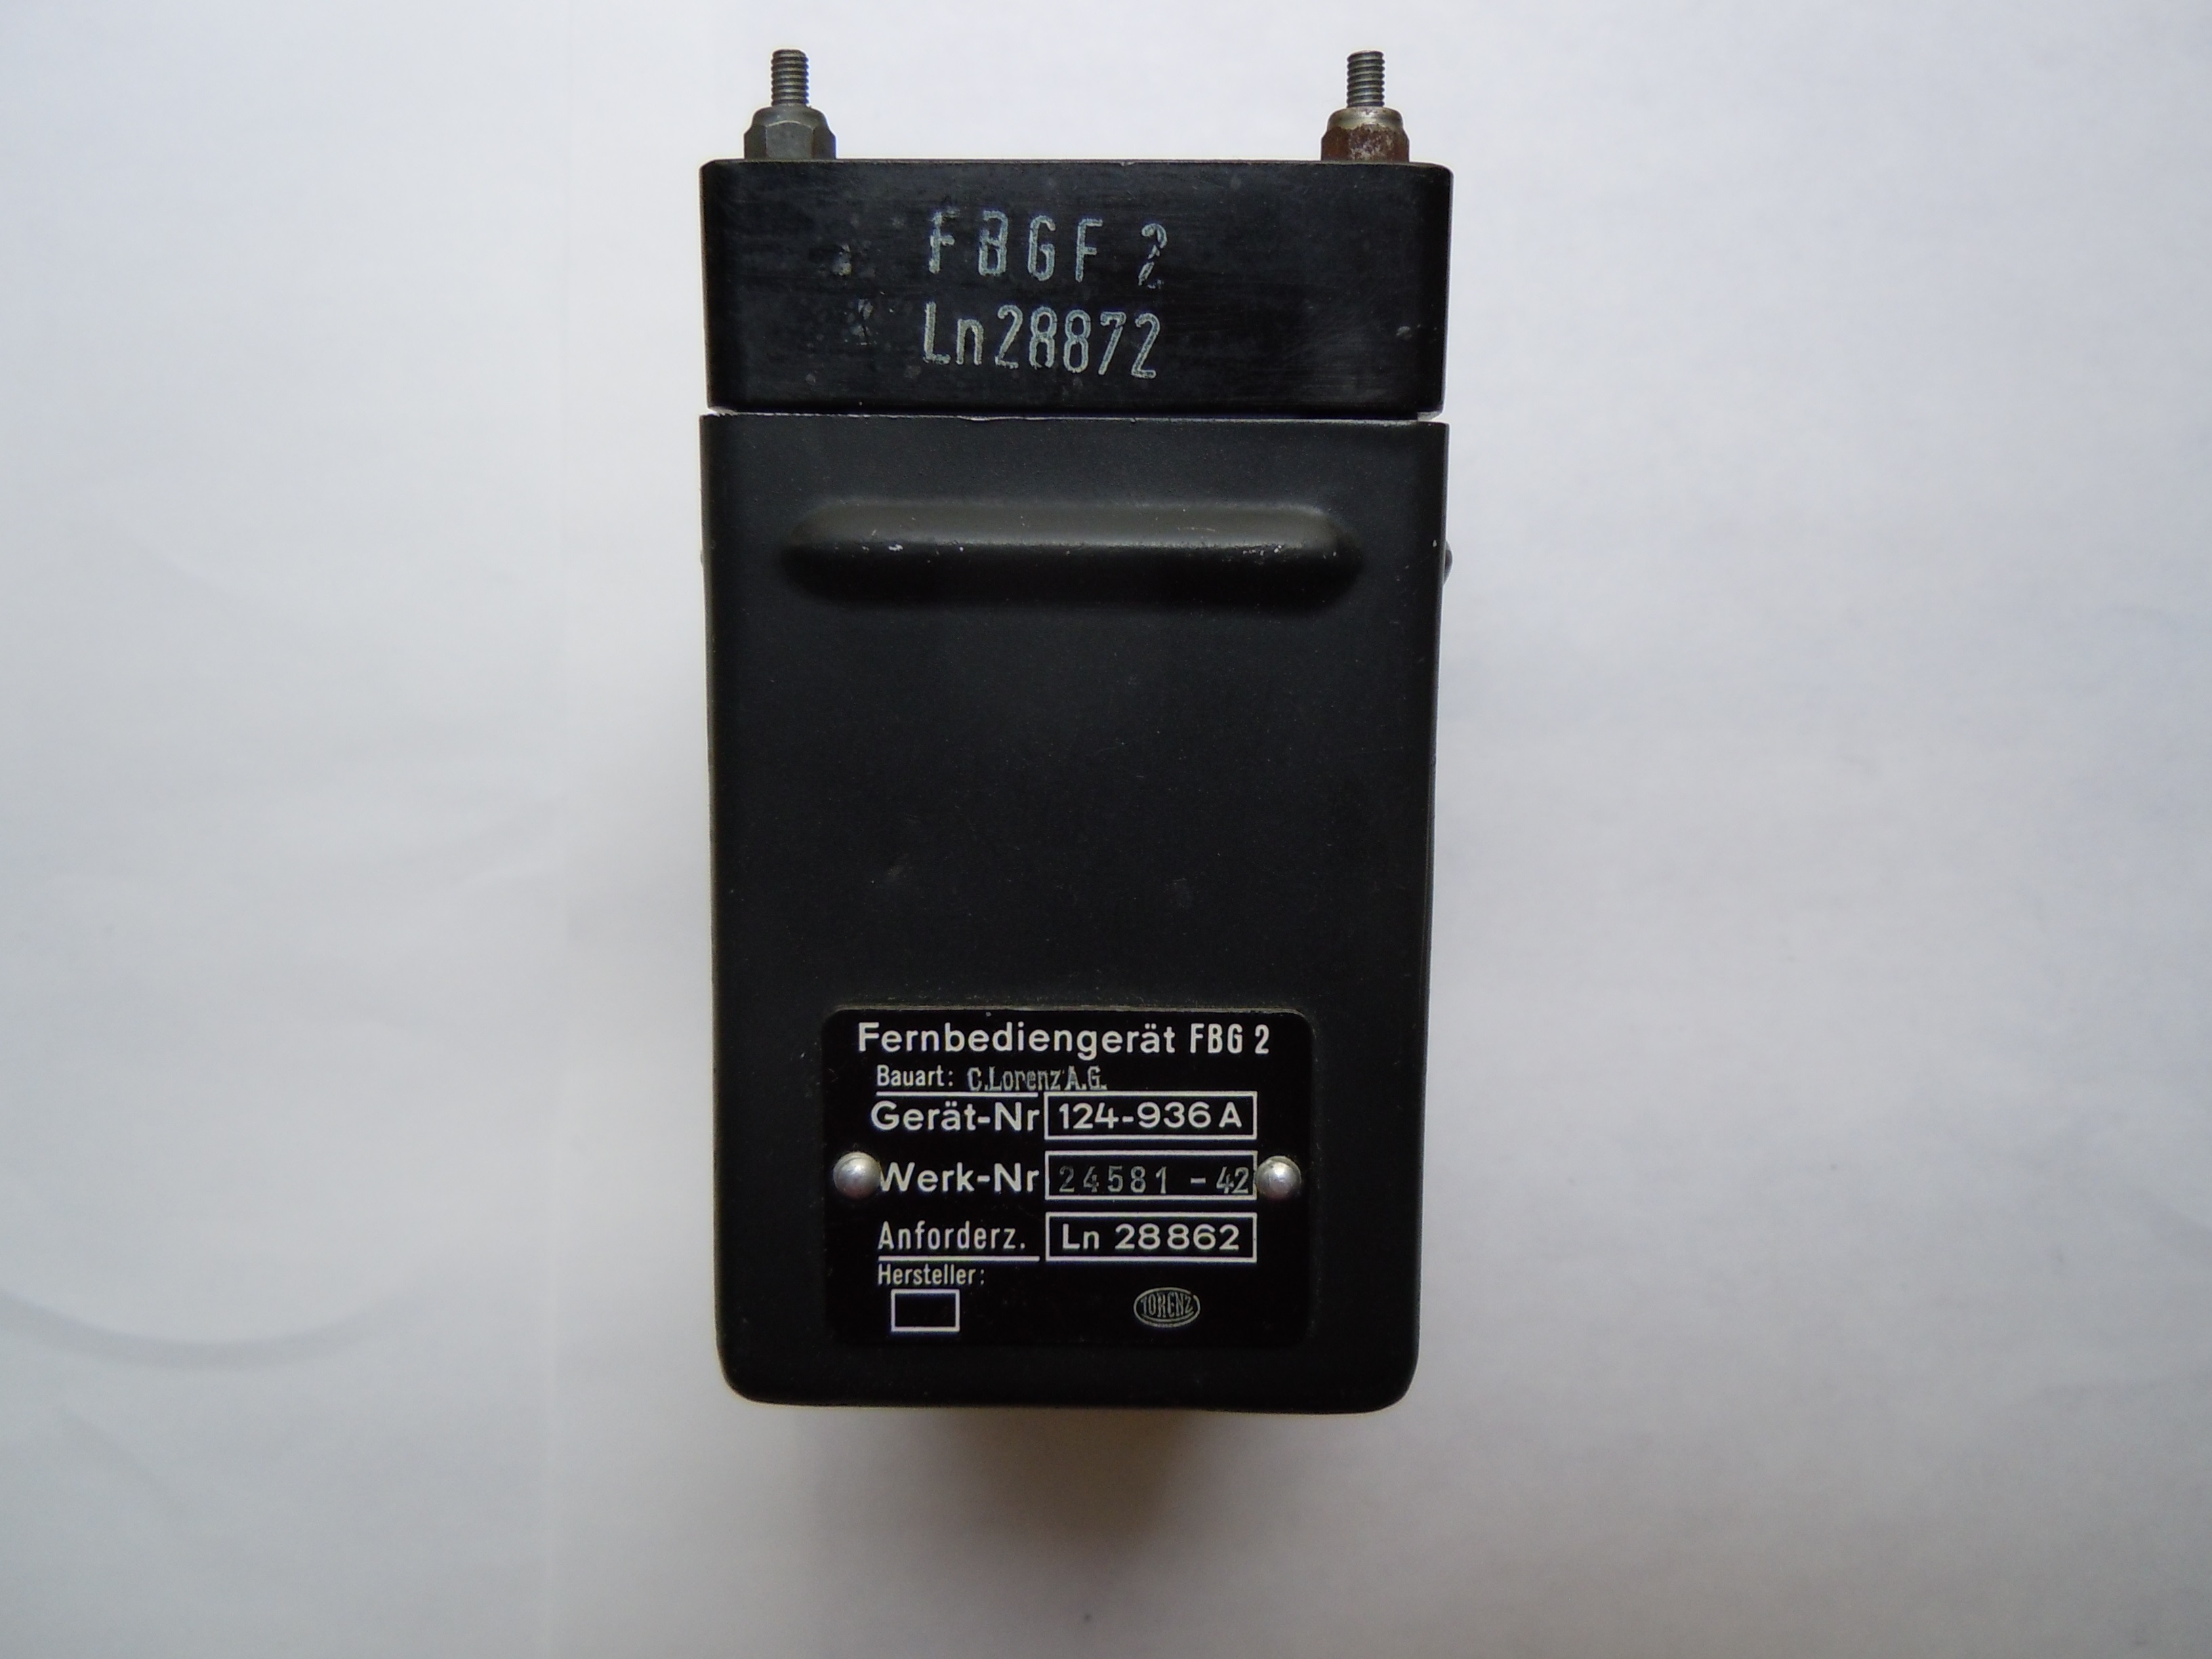 FBGF 2
Ln28872
Fernbediengerät FBG 2
Bauart: C.Lorenz A.G.
Gerät-Nr 124-936 A
Werk-Nr 24581 - 42
Anforderz. Ln 28862
Hersteller:
LORENZ